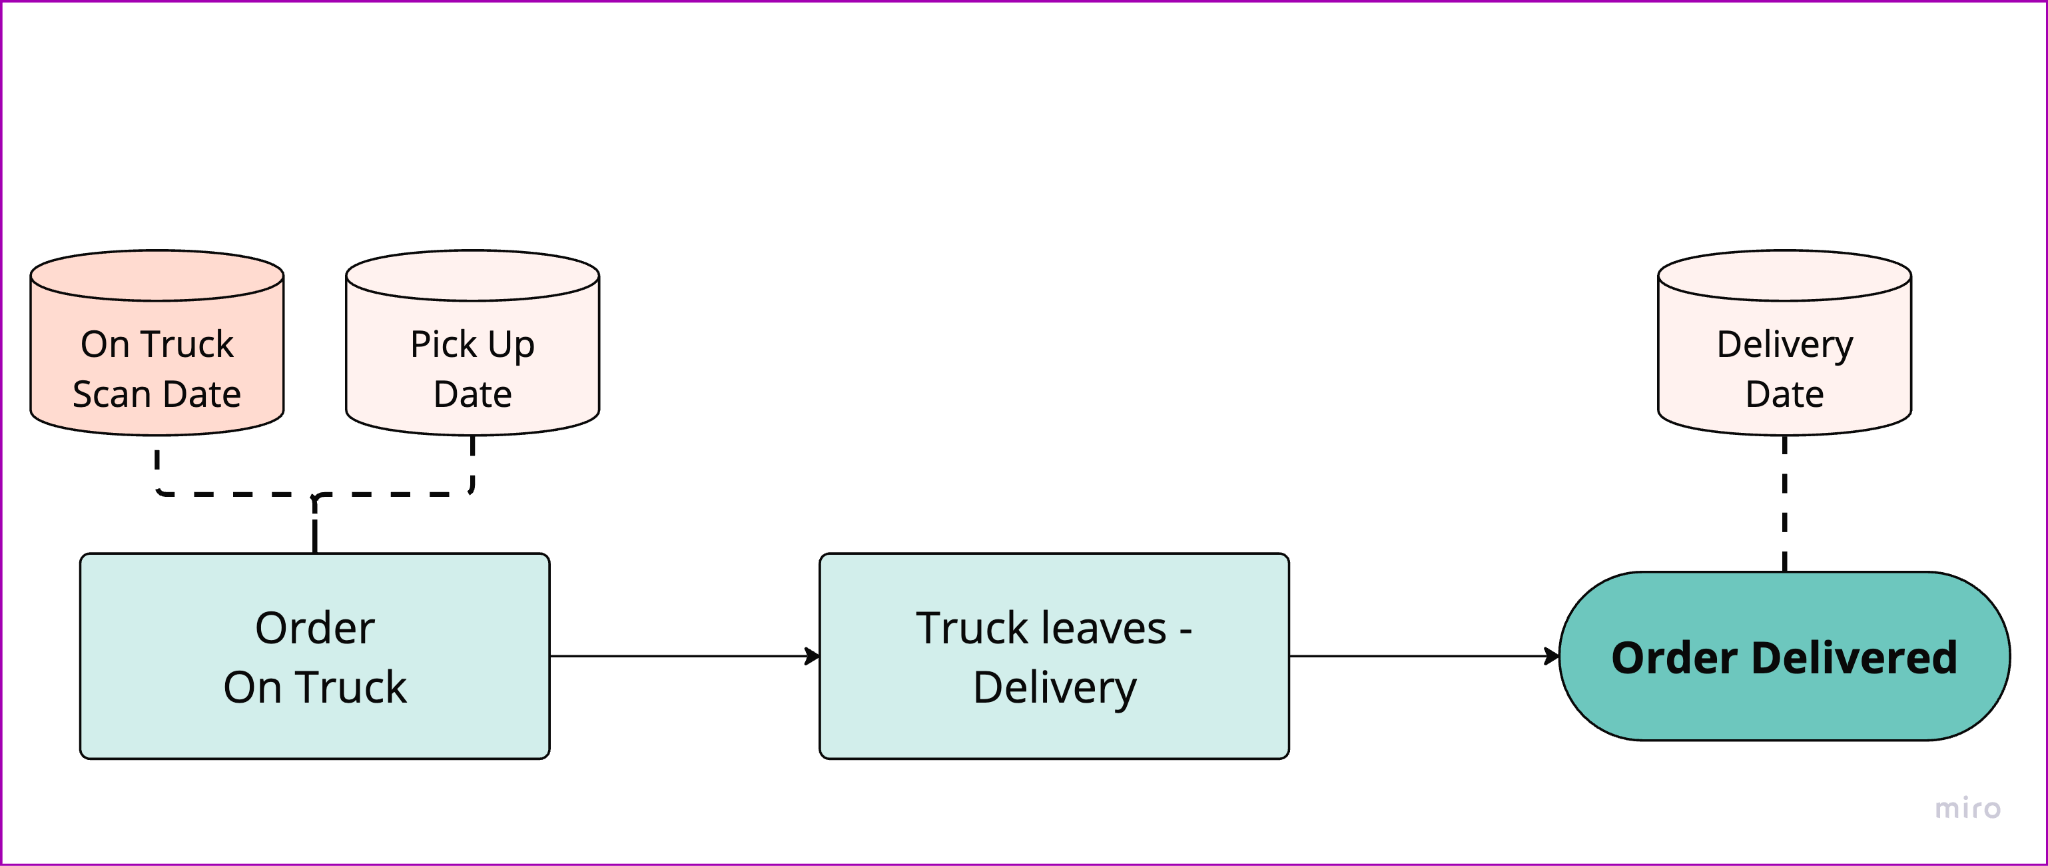 On Truck
Scan Date
Pick Up
Date
Delivery
Date
Order
On Truck
Truck leaves -
Delivery
Order Delivered
miro